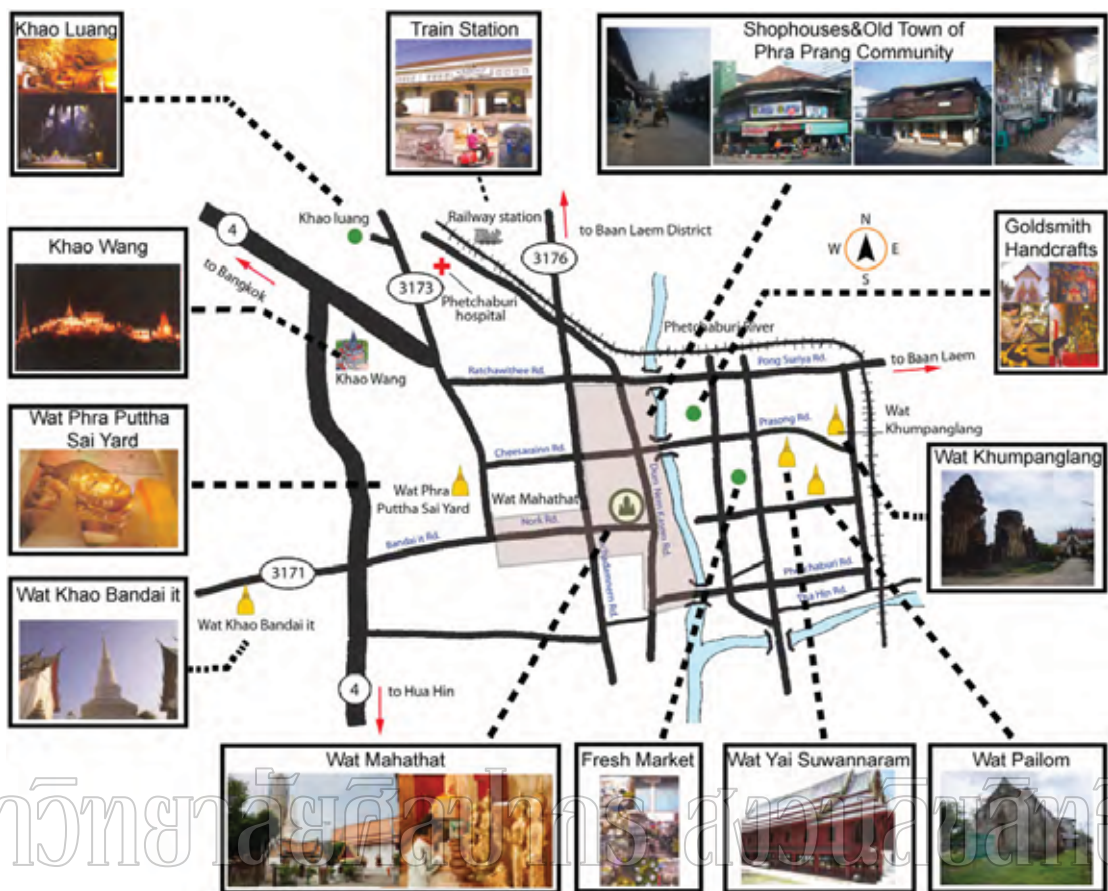 Khao Luang
Train Station
Shophouses&Old Town of
Phra Prang Community
Khao Wang
Goldsmith
Handcrafts
Wat Phra Puttha
Sai Yard
Wat Khumpanglang
Wat Khao Bandai it
Wat Mahathat
Fresh Market
Wat Yai Suwannaram
Wat Pailom
4
to Bangkok
Khao luang
Railway station
3176
to Baan Laem District
N
W
E
S
3173
Phetchaburi
hospital
Phetchaburi River
Khao Wang
Ratchawithee Rd.
Pong Suriya Rd.
to Baan Laem
Prasong Rd.
Wat
Khumpanglang
Wat Phra
Puttha Sai Yard
Wat Mahathat
Nork Rd.
Bandai it Rd.
3171
Wat Khao Bandai it
Phetchaburi Rd.
Tha Hin Rd.
4
to Hua Hin